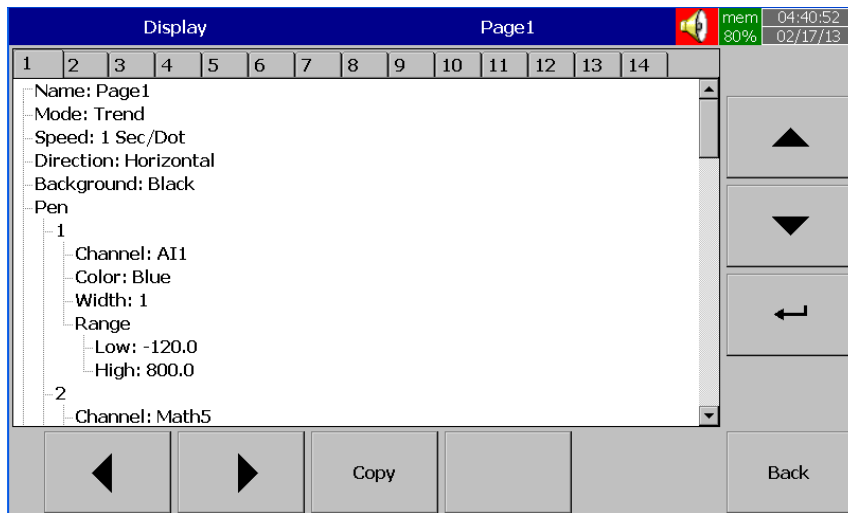 Display Page1 mem 04:40:52
80% 02/17/13
1 2 3 4 5 6 7 8 9 10 11 12 13 14
Name: Page1
Mode: Trend
Speed: 1 Sec/Dot
Direction: Horizontal
Background: Black
Pen
1
Channel: AI1
Color: Blue
Width: 1
Range
Low: -120.0
High: 800.0
2
Channel: Math5
Copy Back